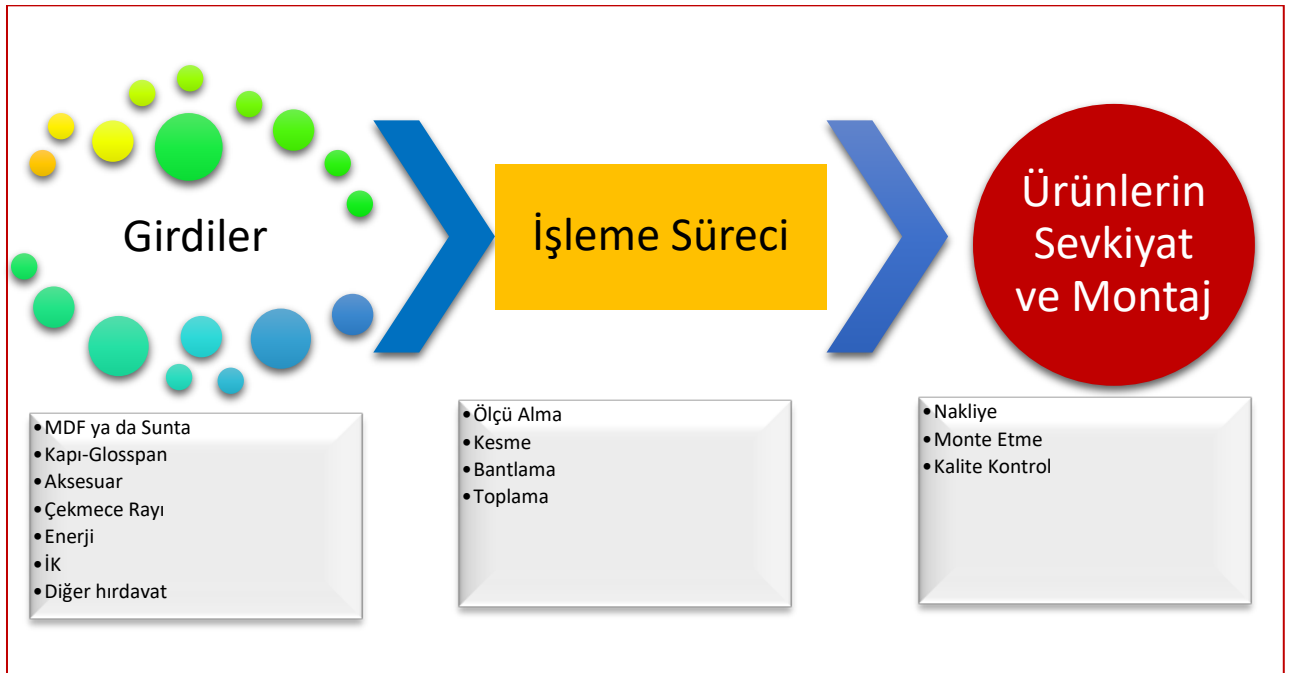 Girdiler
İşleme Süreci
Ürünlerin
Sevkiyat
ve Montaj
•MDF ya da Sunta
•Kapı-Glosspan
•Aksesuar
•Çekmece Rayı
•Enerji
•İK
•Diğer hırdavat
•Ölçü Alma
•Kesme
•Bantlama
•Toplama
•Nakliye
•Monte Etme
•Kalite Kontrol